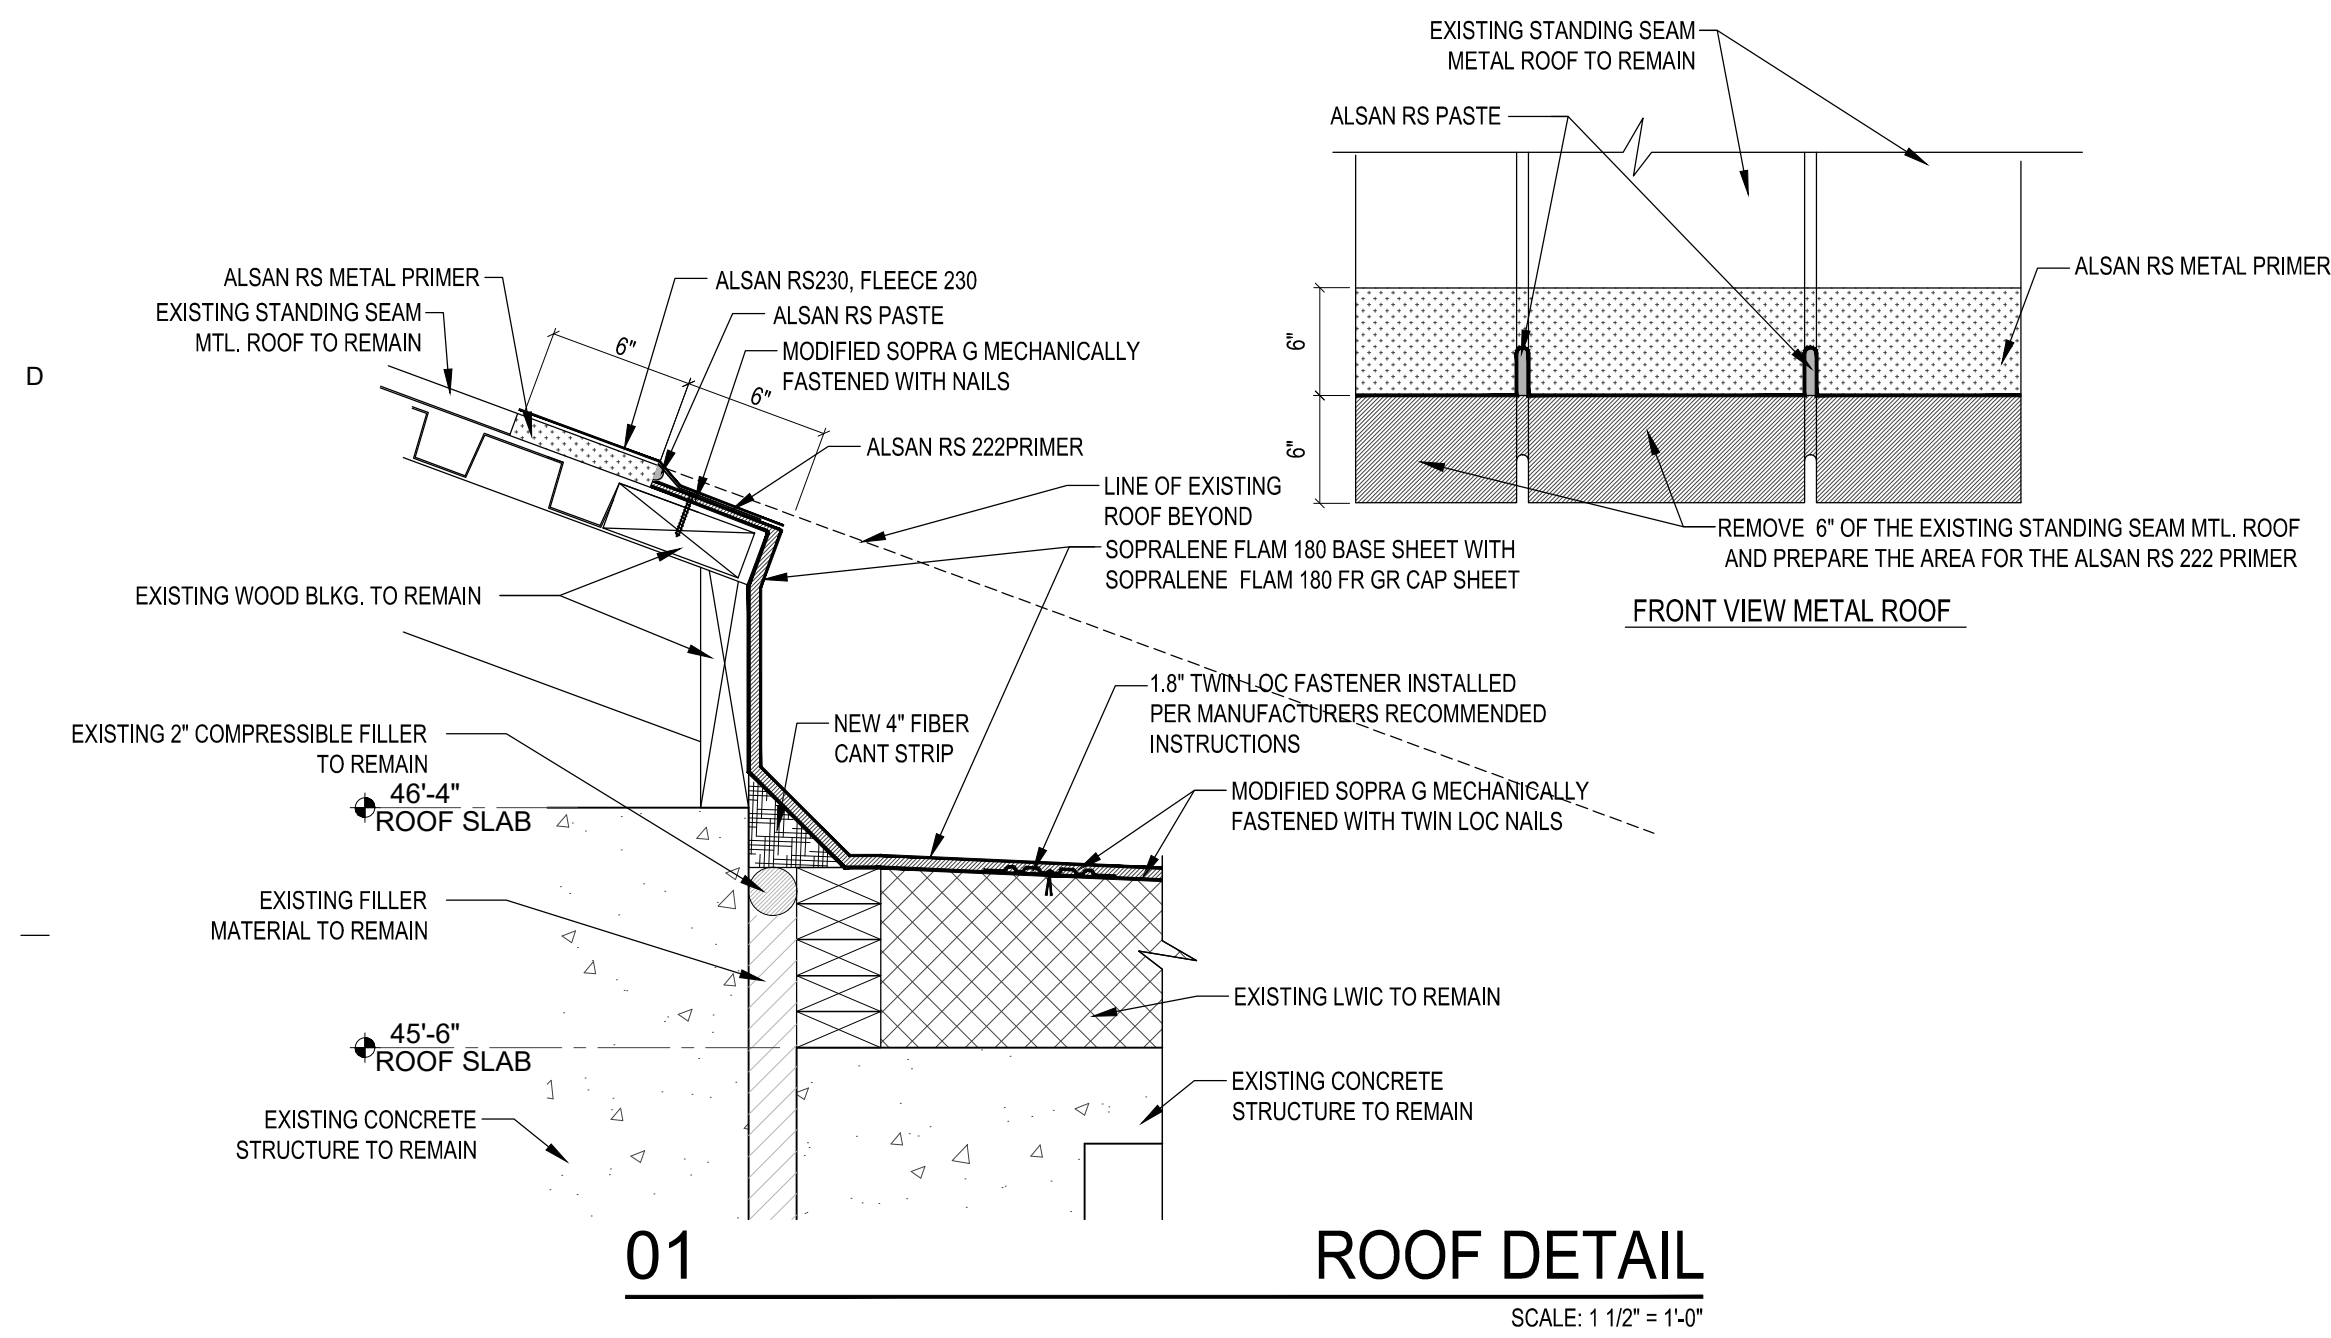 EXISTING STANDING SEAM
METAL ROOF TO REMAIN
ALSAN RS PASTE
ALSAN RS METAL PRIMER
6"
6"
REMOVE 6" OF THE EXISTING STANDING SEAM MTL. ROOF
AND PREPARE THE AREA FOR THE ALSAN RS 222 PRIMER
FRONT VIEW METAL ROOF
D
ALSAN RS METAL PRIMER
EXISTING STANDING SEAM
MTL. ROOF TO REMAIN
6"
6"
ALSAN RS230, FLEECE 230
ALSAN RS PASTE
MODIFIED SOPRA G MECHANICALLY
FASTENED WITH NAILS
ALSAN RS 222PRIMER
LINE OF EXISTING
ROOF BEYOND
SOPRALENE FLAM 180 BASE SHEET WITH
SOPRALENE FLAM 180 FR GR CAP SHEET
EXISTING WOOD BLKG. TO REMAIN
1.8" TWIN LOC FASTENER INSTALLED
PER MANUFACTURERS RECOMMENDED
INSTRUCTIONS
NEW 4" FIBER
CANT STRIP
EXISTING 2" COMPRESSIBLE FILLER
TO REMAIN
46'-4"
ROOF SLAB
MODIFIED SOPRA G MECHANICALLY
FASTENED WITH TWIN LOC NAILS
EXISTING FILLER
MATERIAL TO REMAIN
EXISTING LWIC TO REMAIN
45'-6"
ROOF SLAB
EXISTING CONCRETE
STRUCTURE TO REMAIN
EXISTING CONCRETE
STRUCTURE TO REMAIN
01
ROOF DETAIL
SCALE: 1 1/2" = 1'-0"